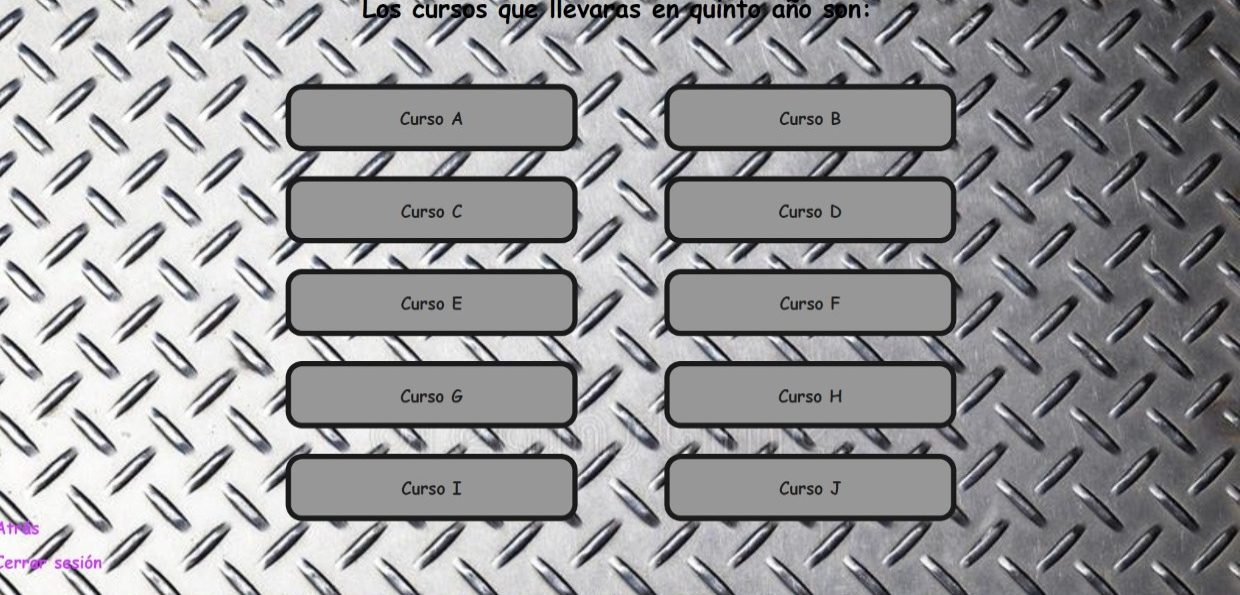 Los cursos que llevaras en quinto año son:
Curso A
Curso B
Curso C
Curso D
Curso E
Curso F
Curso G
Curso H
Curso I
Curso J
Atrás
Cerrar sesión